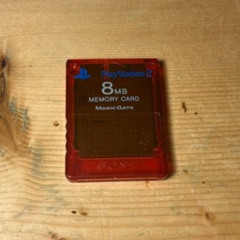 PlayStation 2
8MB
MEMORY CARD
MAGICGATE